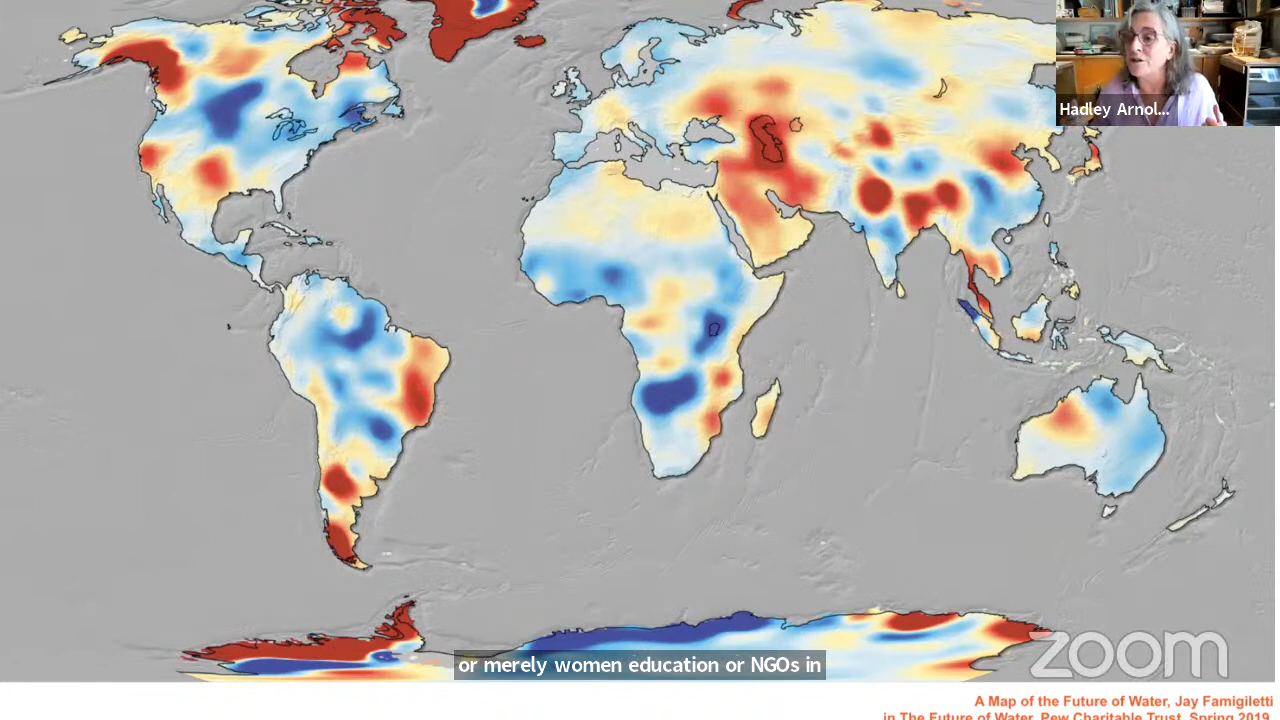 Hadley Arnol...
or merely women education or NGOs in
zoom
A Map of the Future of Water, Jay Famigiletti
in The Future of Water, Pew Charitable Trust, Spring 2019.